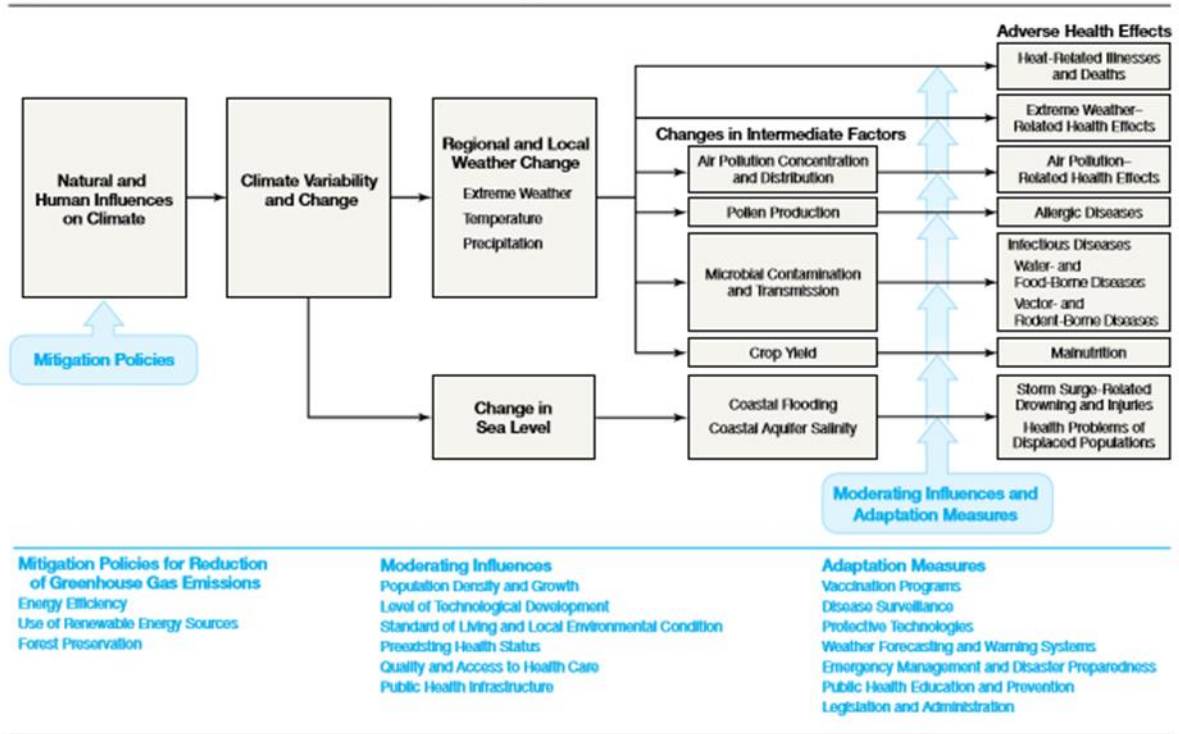 Adverse Health Effects
Heat-Related Illnesses
and Deaths
Extreme Weather–
Related Health Effects
Changes in Intermediate Factors
Natural and
Human Influences
on Climate
Climate Variability
and Change
Regional and Local
Weather Change
Extreme Weather
Temperature
Precipitation
Air Pollution Concentration
and Distribution
Air Pollution–
Related Health Effects
Pollen Production
Allergic Diseases
Microbial Contamination
and Transmission
Infectious Diseases
Water- and
Food-Borne Diseases
Vector- and
Rodent-Borne Diseases
Mitigation Policies
Crop Yield
Malnutrition
Change in
Sea Level
Coastal Flooding
Coastal Aquifer Salinity
Storm Surge-Related
Drowning and Injuries
Health Problems of
Displaced Populations
Moderating Influences and
Adaptation Measures
Mitigation Policies for Reduction
of Greenhouse Gas Emissions
Energy Efficiency
Use of Renewable Energy Sources
Forest Preservation
Moderating Influences
Population Density and Growth
Level of Technological Development
Standard of Living and Local Environmental Condition
Preexisting Health Status
Quality and Access to Health Care
Public Health Infrastructure
Adaptation Measures
Vaccination Programs
Disease Surveillance
Protective Technologies
Weather Forecasting and Warning Systems
Emergency Management and Disaster Preparedness
Public Health Education and Prevention
Legislation and Administration